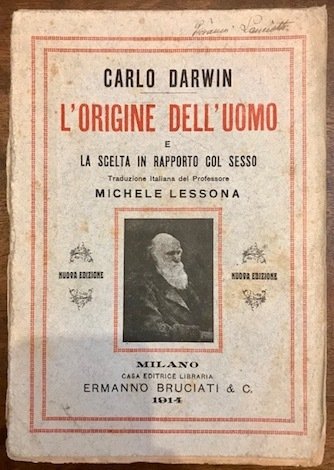 CARLO DARWIN
L'ORIGINE DELL'UOMO
E
LA SCELTA IN RAPPORTO COL SESSO
Traduzione Italiana del Professore
MICHELE LESSONA
NUOVA EDIZIONE
NUOVA EDIZIONE
MILANO
CASA EDITRICE LIBRARIA
ERMANNO BRUCIATI & C.
1914